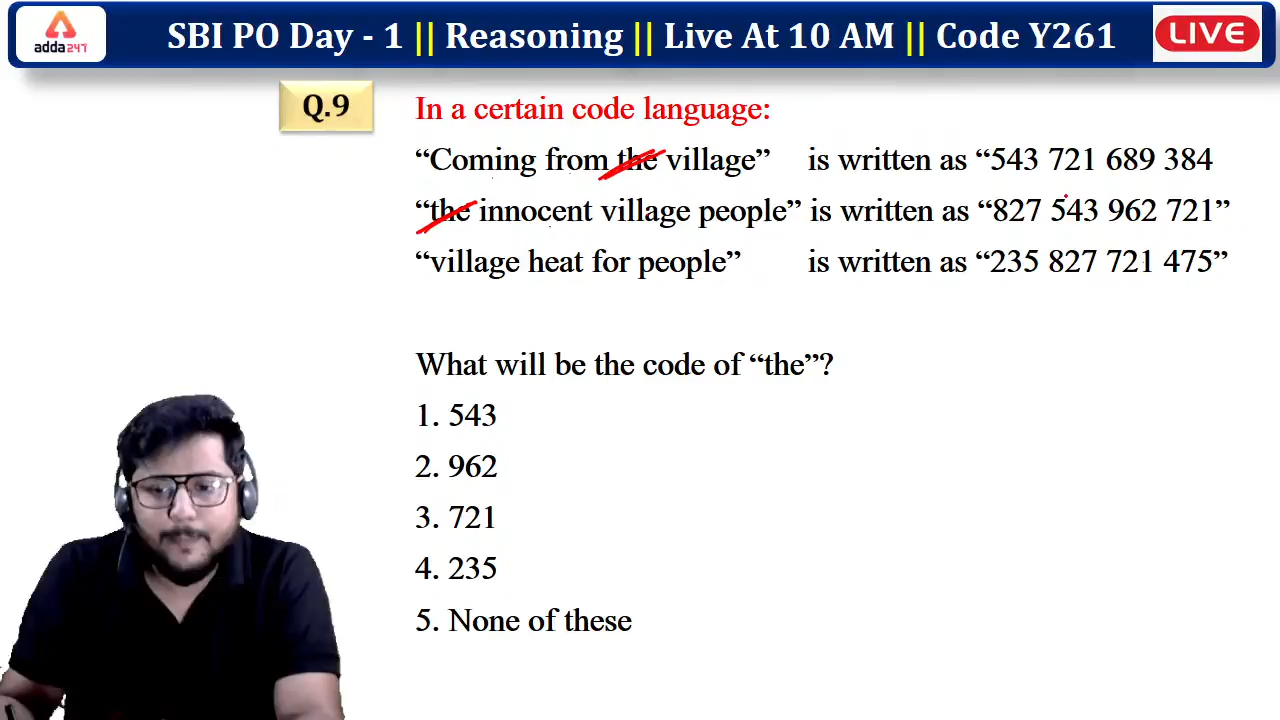 adda247
SBI PO Day - 1 || Reasoning || Live At 10 AM || Code Y261
LIVE
Q.9
In a certain code language:
“Coming from the village” is written as “543 721 689 384
“the innocent village people” is written as “827 543 962 721”
“village heat for people” is written as “235 827 721 475”
What will be the code of “the”?
1. 543
2. 962
3. 721
4. 235
5. None of these